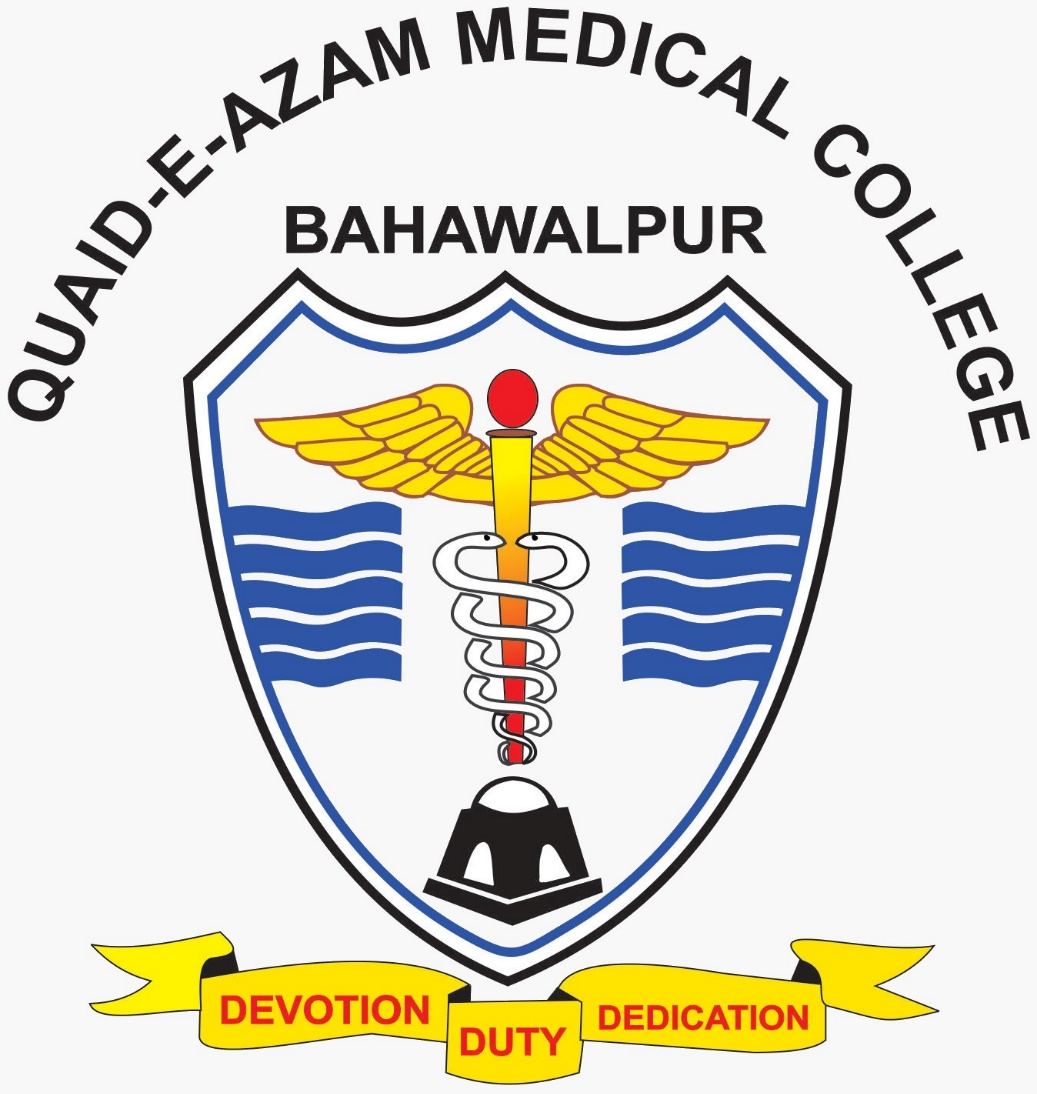 QUAID-E-AZAM MEDICAL COLLEGE
BAHAWALPUR
DEVOTION
DUTY
DEDICATION